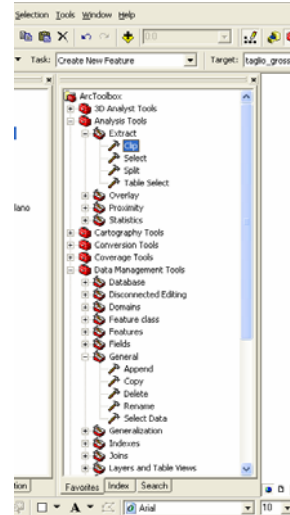 Selection Tools Window Help
0:0
Task: Create New Feature Target: taglio_gross
ArcToolbox
3D Analyst Tools
Analysis Tools
Extract
Clip
Select
Split
Table Select
Overlay
Proximity
Statistics
Cartography Tools
Conversion Tools
Coverage Tools
Data Management Tools
Database
Disconnected Editing
Domains
Feature class
Features
Fields
General
Append
Copy
Delete
Rename
Select Data
Generalization
Indexes
Joins
Layers and Table Views
lano
tion Favorites Index Search
A Arial 10